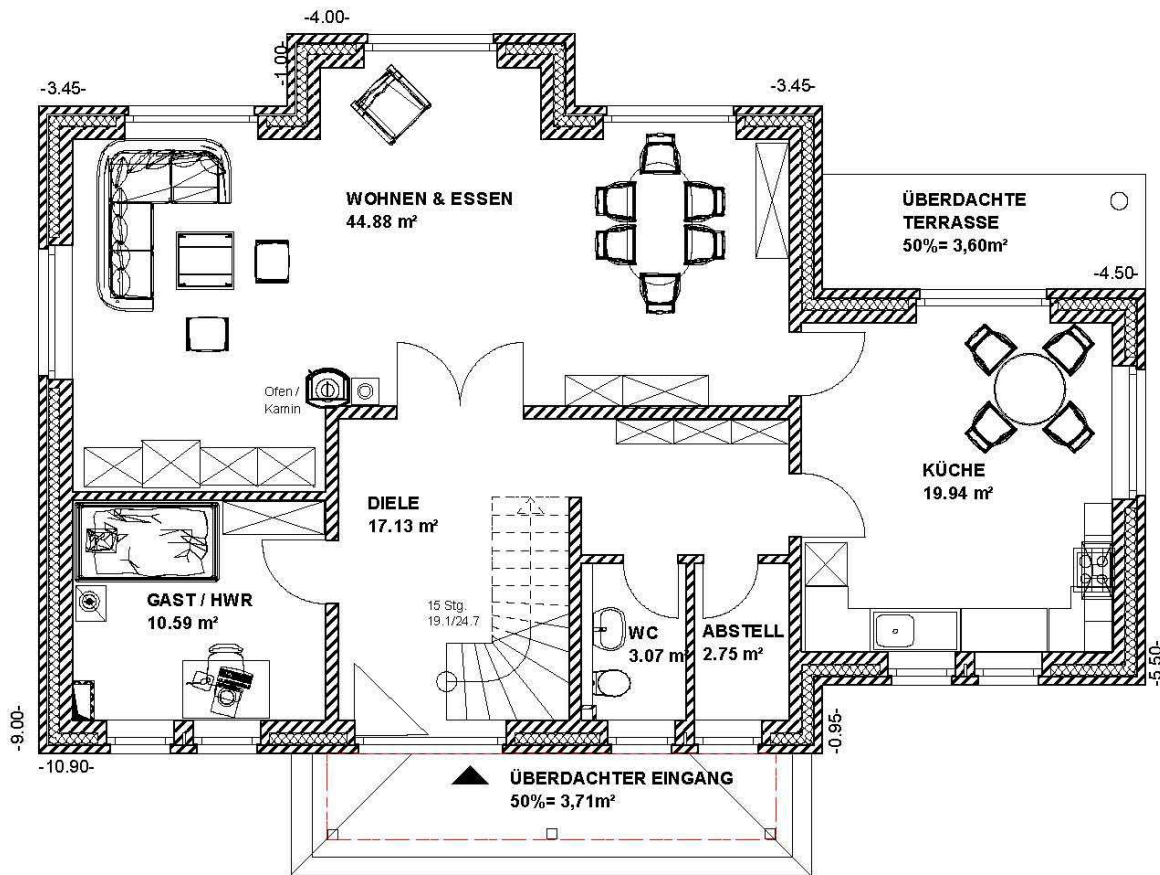 -4.00-
-1.00-
-3.45-
-3.45-
WOHNEN & ESSEN
44.88 m²
ÜBERDACHTE
TERRASSE
50%= 3,60m²
-4.50-
Ofen /
Kamin
KÜCHE
19.94 m²
DIELE
17.13 m²
GAST / HWR
10.59 m²
15 Stg.
19.1/24.7
WC
3.07 m²
ABSTELL
2.75 m²
-5.50-
-9.00-
-0.95-
-10.90-
ÜBERDACHTER EINGANG
50%= 3,71m²